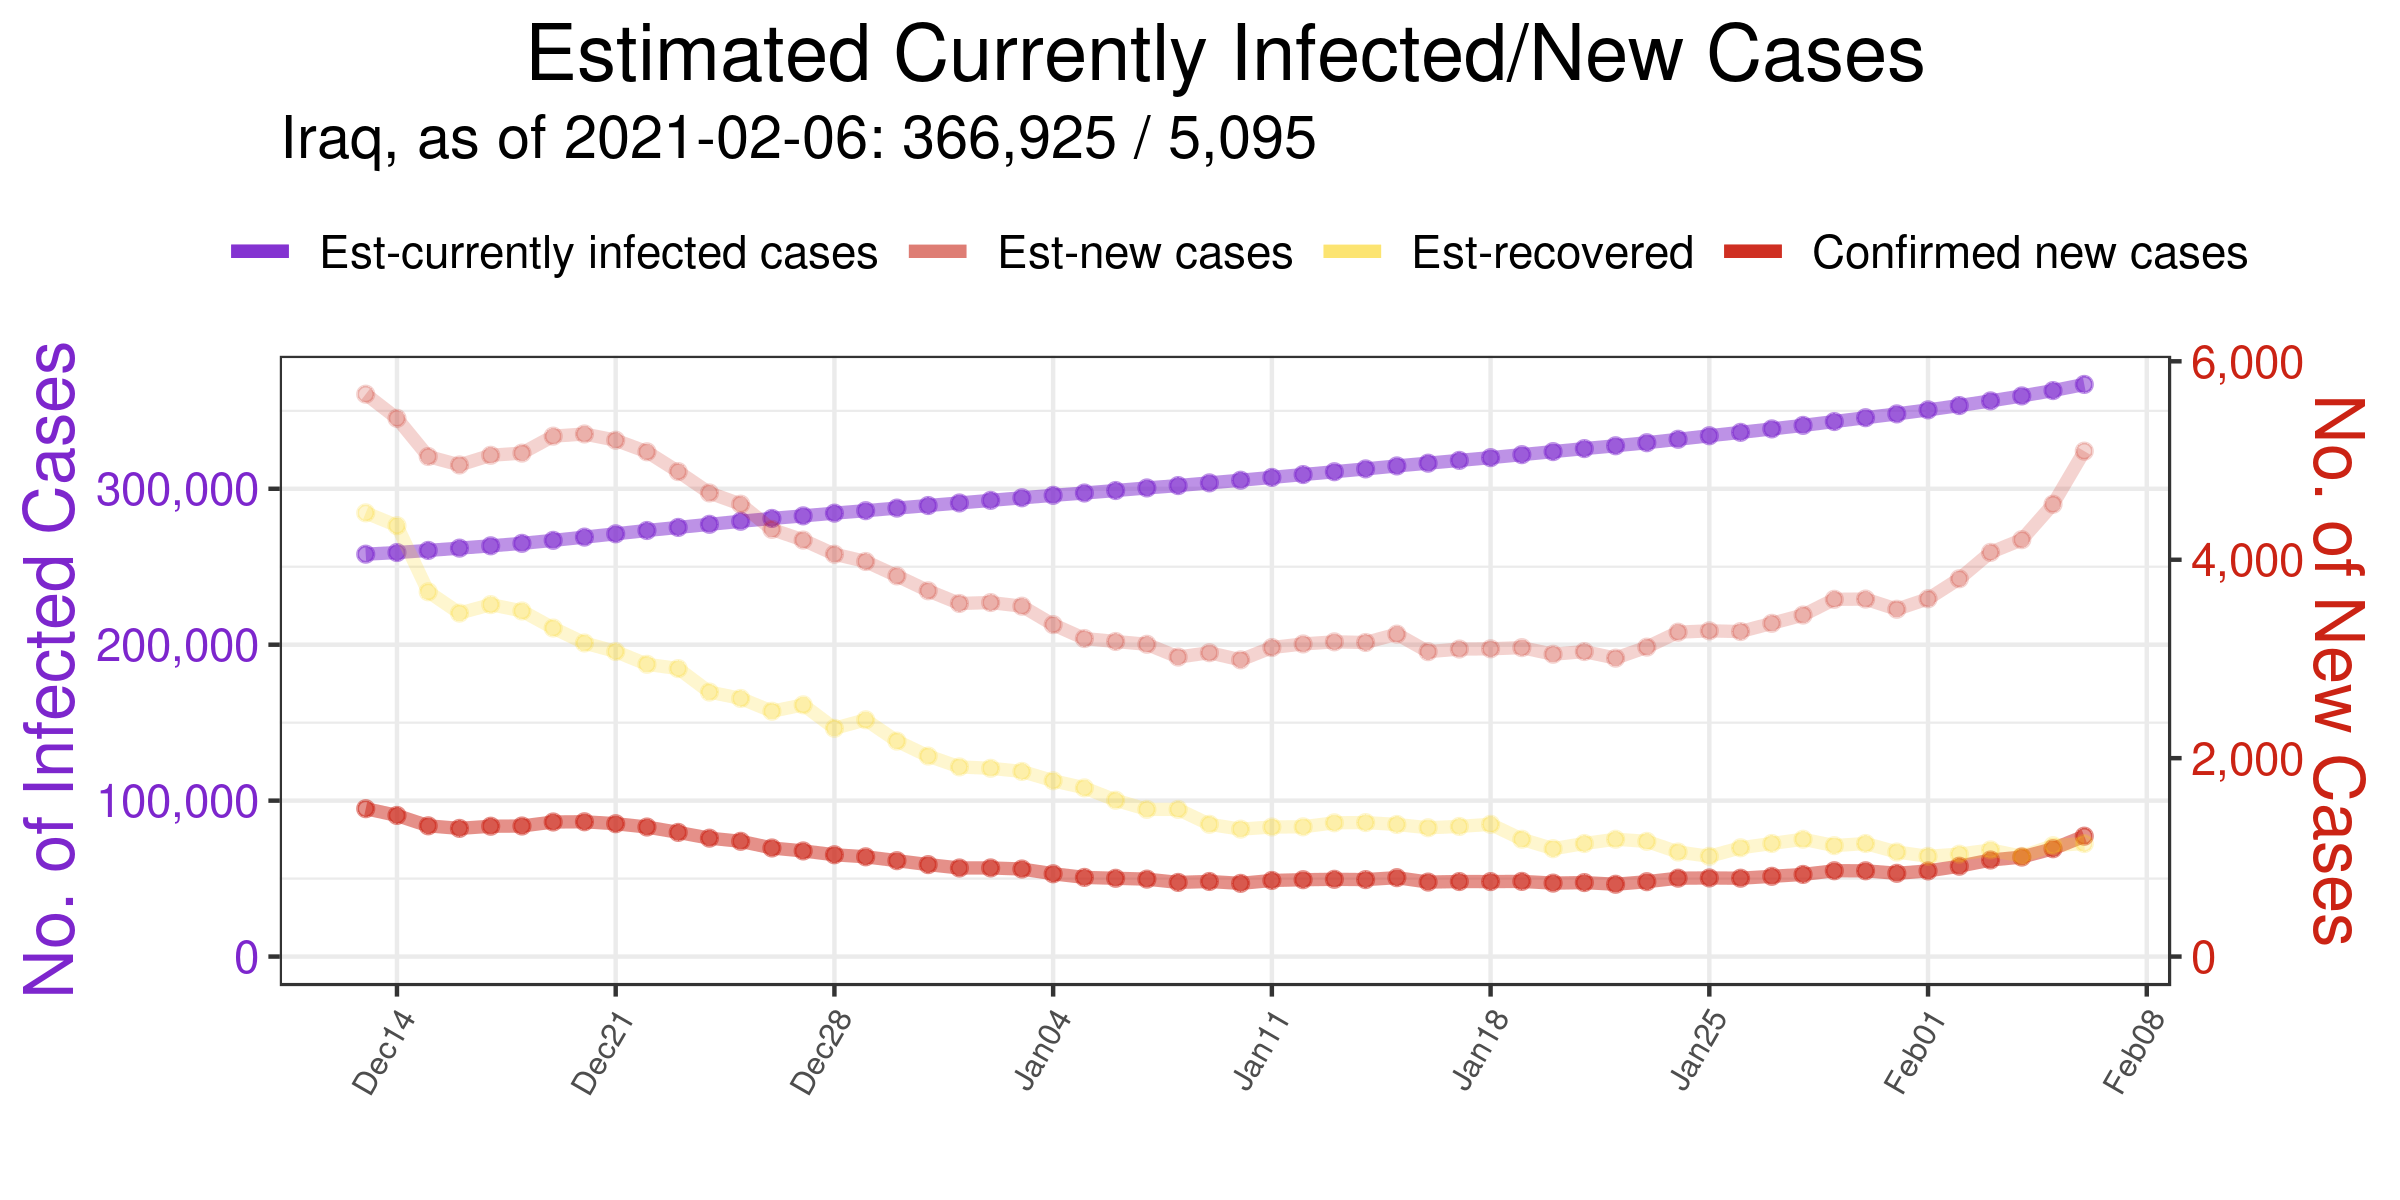 Estimated Currently Infected/New Cases
Iraq, as of 2021-02-06: 366,925 / 5,095
Est-currently infected cases Est-new cases Est-recovered Confirmed new cases
No. of Infected Cases
300,000
200,000
100,000
0
6,000
4,000
2,000
0
No. of New Cases
Dec14 Dec21 Dec28 Jan04 Jan11 Jan18 Jan25 Feb01 Feb08